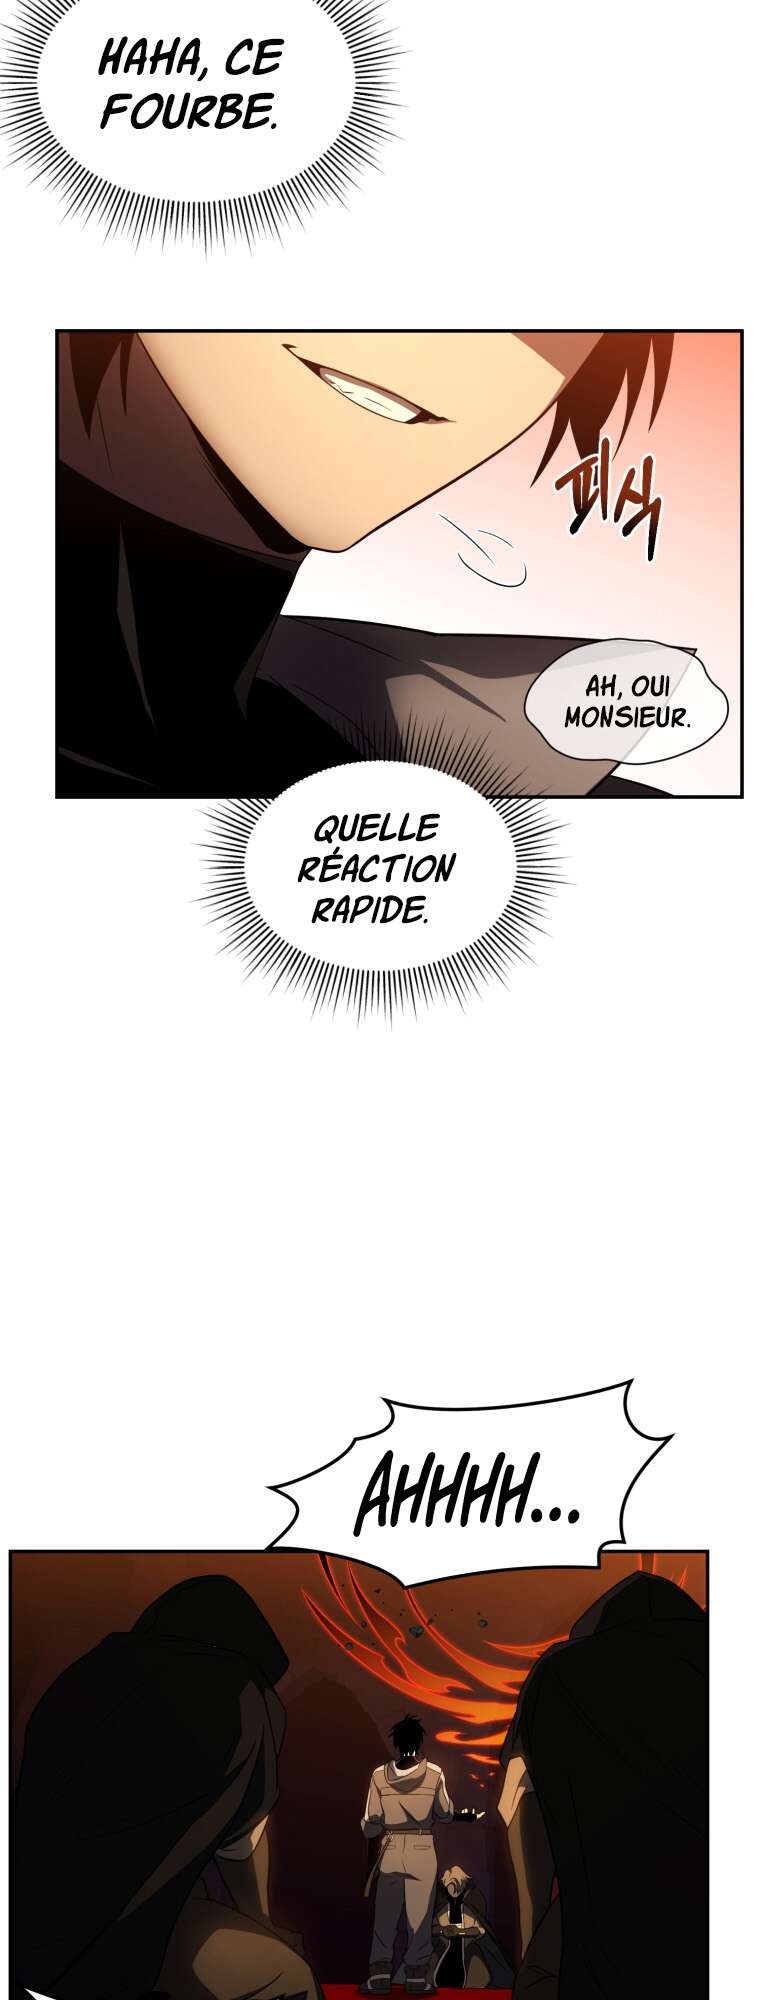 HAHA, CE
FOURBE.
피식
AH, OUI
MONSIEUR.
QUELLE
RÉACTION
RAPIDE.
AHHHH...